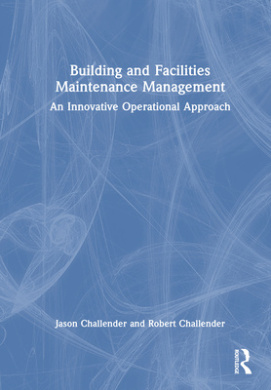 Building and Facilities
Maintenance Management
An Innovative Operational Approach
Jason Challender and Robert Challender
ROUTLEDGE